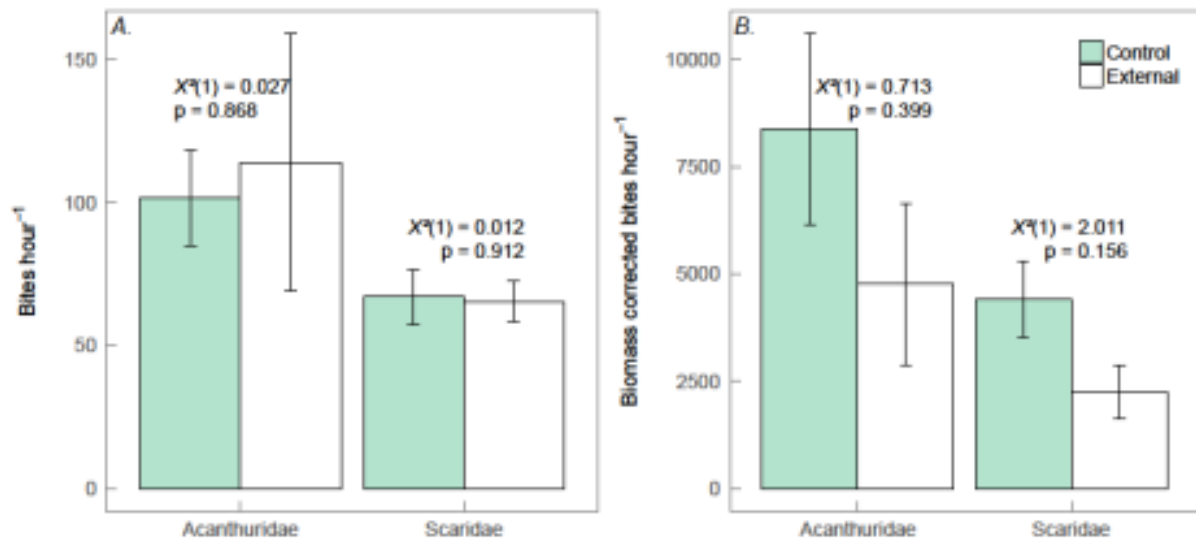 A.
Bites hour⁻¹
150
100
50
0
X²(1) = 0.027
p = 0.868
X²(1) = 0.012
p = 0.912
Acanthuridae
Scaridae
B.
Biomass corrected bites hour⁻¹
10000
7500
5000
2500
0
Control
External
X²(1) = 0.713
p = 0.399
X²(1) = 2.011
p = 0.156
Acanthuridae
Scaridae